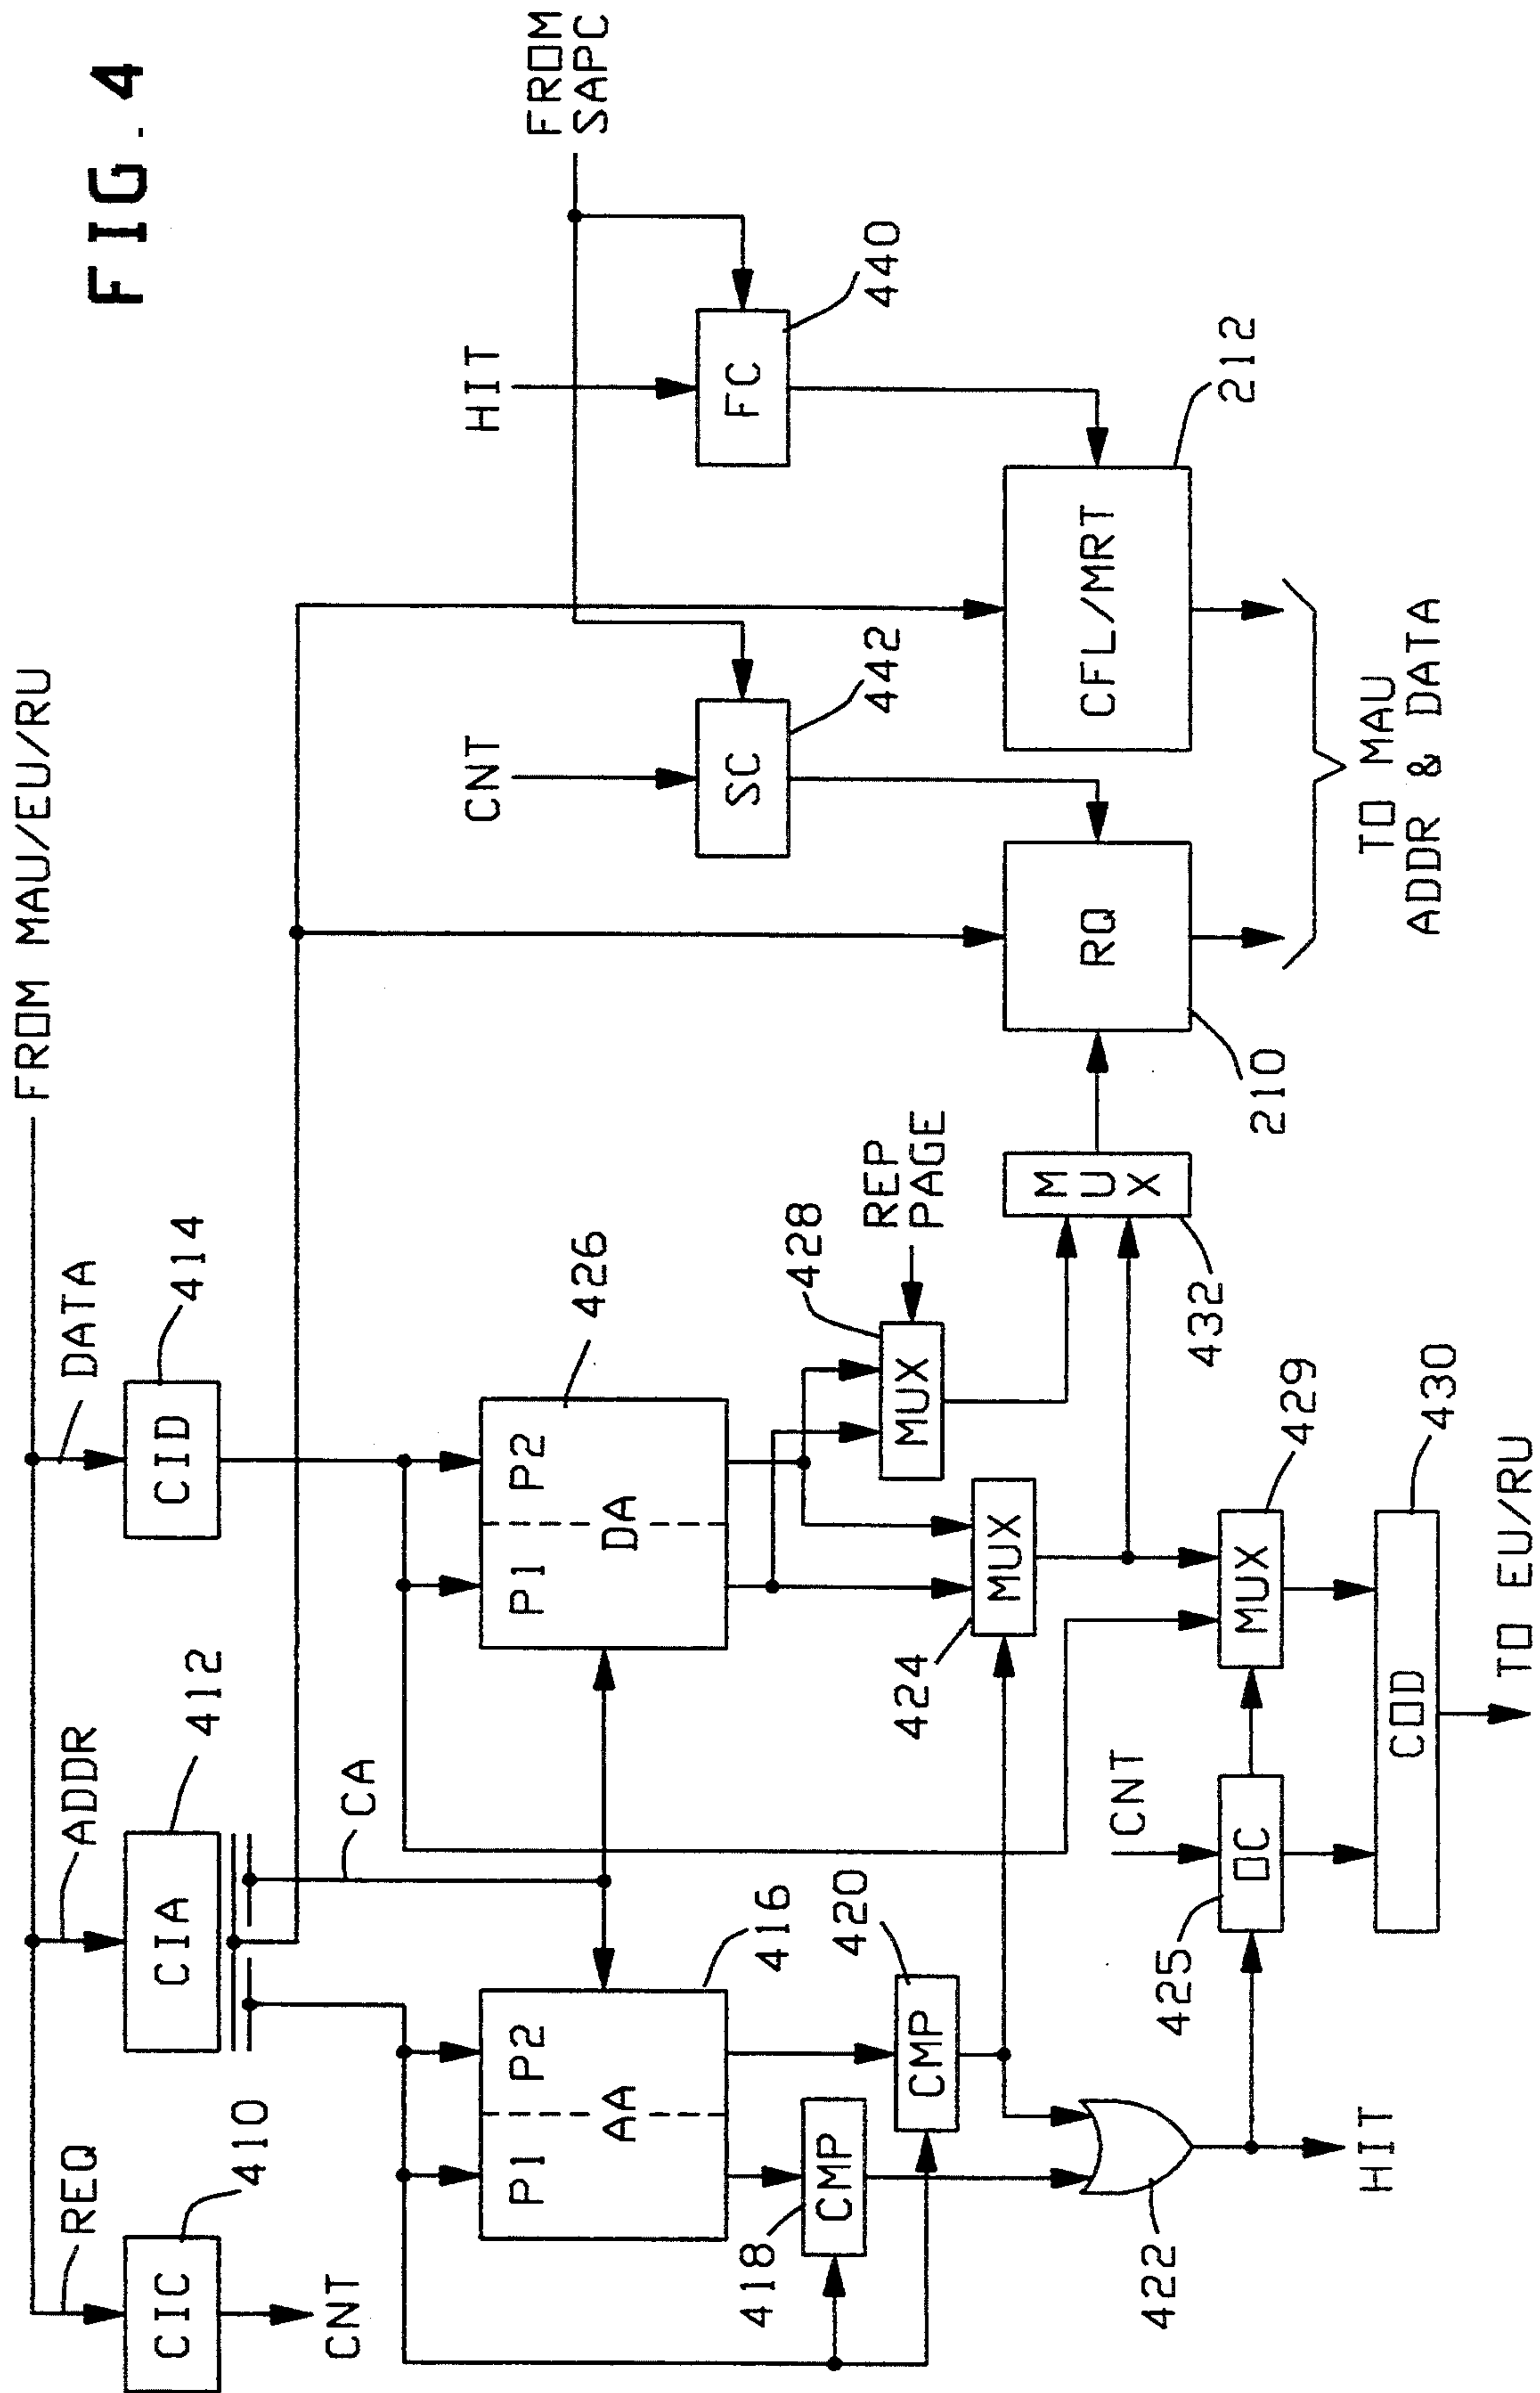 FIG. 4
FROM MAU/EU/RU
REQ
ADDR
DATA
CIC
410
CIA
412
CID
414
CNT
CA
FROM
SAPC
HIT
CNT
P1
P2
AA
416
P1
P2
DA
426
SC
442
FC
440
CMP
418
CMP
420
MUX
428
REP
PAGE
MUX
424
MUX
432
RQ
210
CFL/MRT
212
422
HIT
CNT
OC
425
MUX
429
COD
430
TO EU/RU
TO MAU
ADDR & DATA